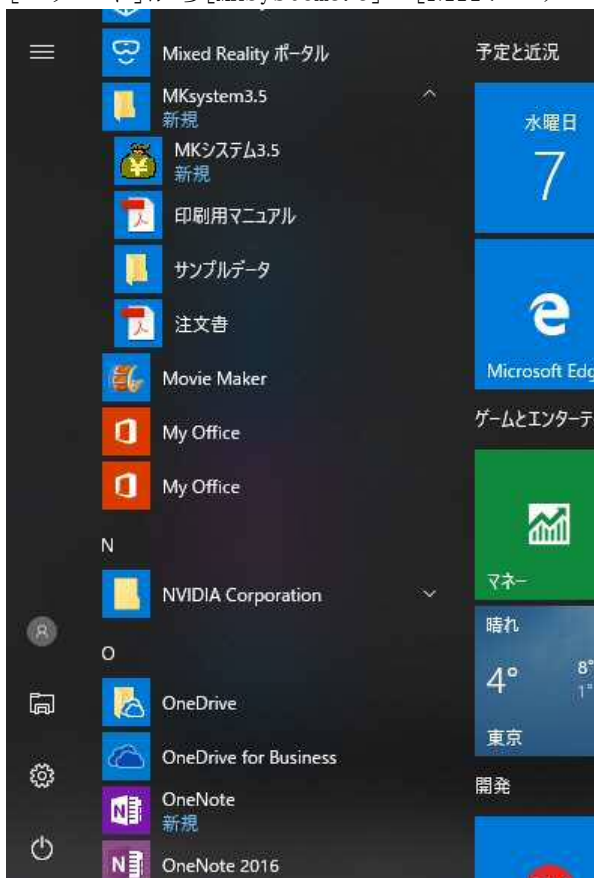 Mixed Reality ポータル
MKsystem3.5
新規
MKシステム3.5
新規
印刷用マニュアル
サンプルデータ
注文書
Movie Maker
My Office
My Office
N
NVIDIA Corporation
O
OneDrive
OneDrive for Business
OneNote
新規
OneNote 2016
予定と近況
水曜日
7
Microsoft Edg
ゲームとエンターテ
マネー
晴れ
4°
8°
1°
東京
開発